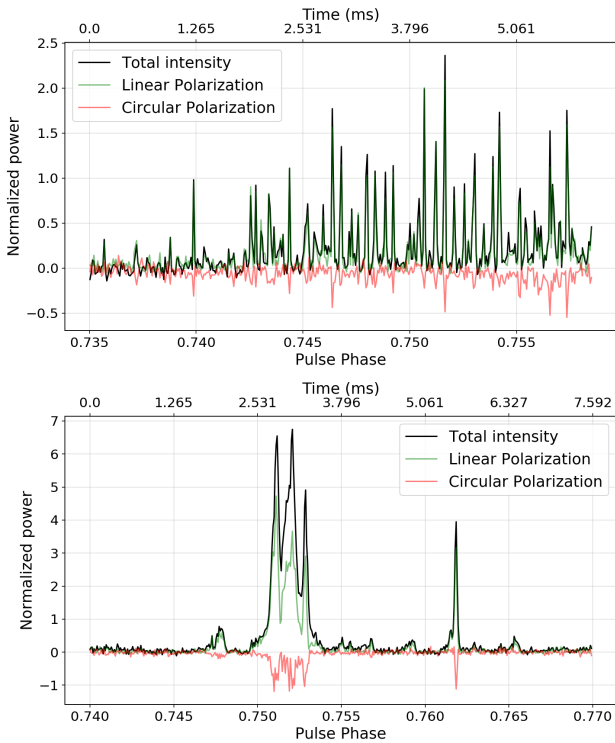 Time (ms)
0.0 1.265 2.531 3.796 5.061
2.5
2.0
1.5
1.0
0.5
0.0
−0.5
Normalized power
Total intensity
Linear Polarization
Circular Polarization
0.735 0.740 0.745 0.750 0.755
Pulse Phase
Time (ms)
0.0 1.265 2.531 3.796 5.061 6.327 7.592
7
6
5
4
3
2
1
0
−1
Normalized power
Total intensity
Linear Polarization
Circular Polarization
0.740 0.745 0.750 0.755 0.760 0.765 0.770
Pulse Phase